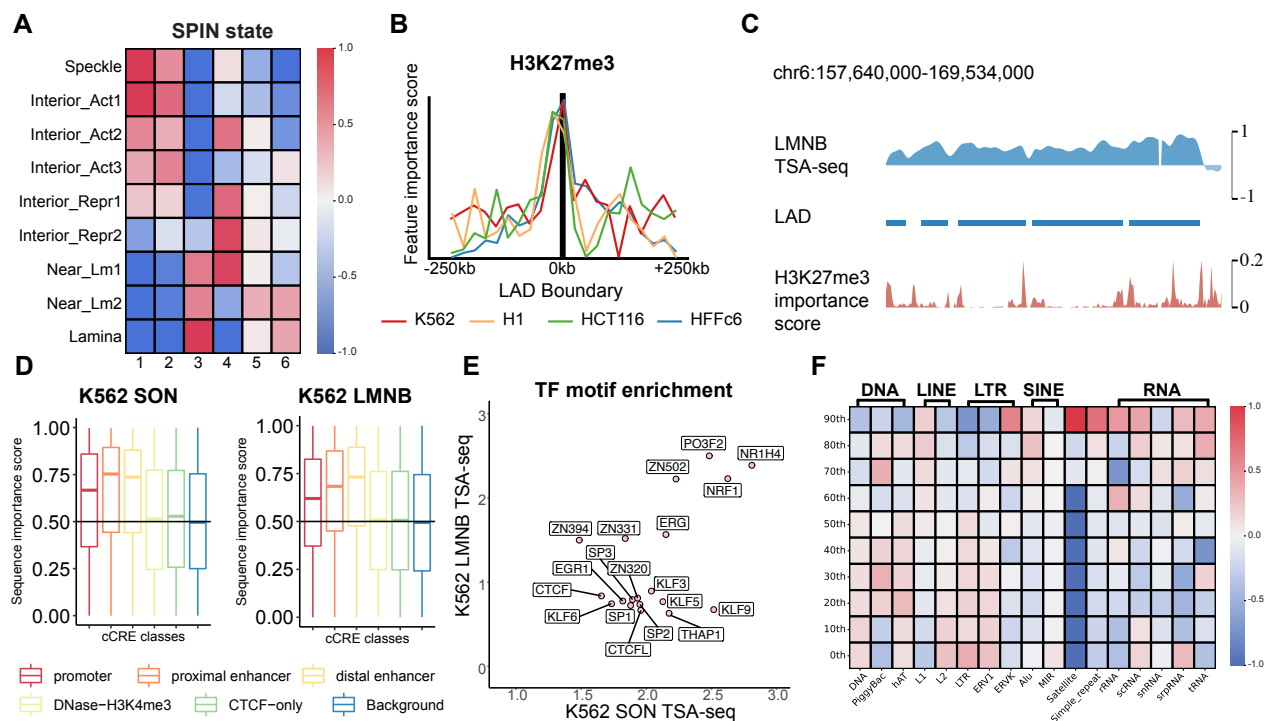 A
SPIN state
Speckle
Interior_Act1
Interior_Act2
Interior_Act3
Interior_Repr1
Interior_Repr2
Near_Lm1
Near_Lm2
Lamina
1 2 3 4 5 6
1.0
0.5
0.0
-0.5
-1.0
B
H3K27me3
Feature importance score
-250kb 0kb +250kb
LAD Boundary
K562 H1 HCT116 HFFc6
C
chr6:157,640,000-169,534,000
LMNB
TSA-seq
1
-1
LAD
H3K27me3
importance
score
0.2
0
D
K562 SON
Sequence importance score
1.00
0.75
0.50
0.25
0.00
cCRE classes
K562 LMNB
Sequence importance score
1.00
0.75
0.50
0.25
0.00
cCRE classes
promoter proximal enhancer distal enhancer
DNase-H3K4me3 CTCF-only Background
E
TF motif enrichment
K562 LMNB TSA-seq
3
2
1
0
PO3F2
NR1H4
ZN502
NRF1
ZN394
ZN331
ERG
SP3
EGR1
ZN320
CTCF
KLF3
KLF5
KLF9
KLF6
SP1
SP2
THAP1
CTCFL
1.0 1.5 2.0 2.5 3.0
K562 SON TSA-seq
F
DNA LINE LTR SINE RNA
90th
80th
70th
60th
50th
40th
30th
20th
10th
0th
DNA PiggyBac hAT L1 L2 LTR ERV1 ERVK Alu MIR Satellite Simple_repeat rRNA scRNA snRNA srpRNA tRNA
1.0
0.5
0.0
-0.5
-1.0